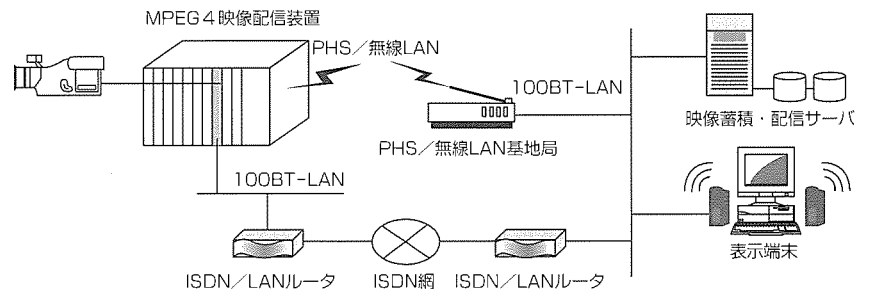 MPEG4映像配信装置
PHS/無線LAN
100BT-LAN
映像蓄積・配信サーバ
PHS/無線LAN基地局
100BT-LAN
表示端末
ISDN/LANルータ
ISDN網
ISDN/LANルータ